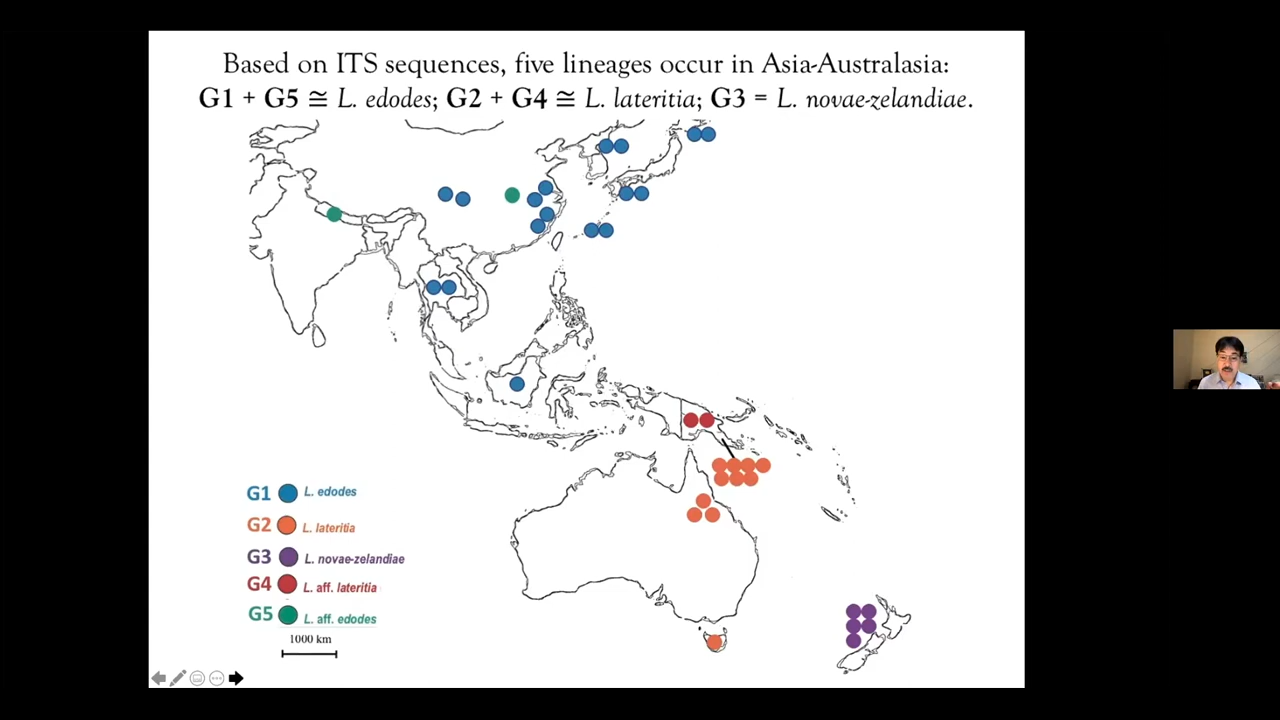 Based on ITS sequences, five lineages occur in Asia-Australasia:
G1 + G5 ≅ L. edodes; G2 + G4 ≅ L. lateritia; G3 = L. novae-zelandiae.
G1 L. edodes
G2 L. lateritia
G3 L. novae-zelandiae
G4 L. aff. lateritia
G5 L. aff. edodes
1000 km